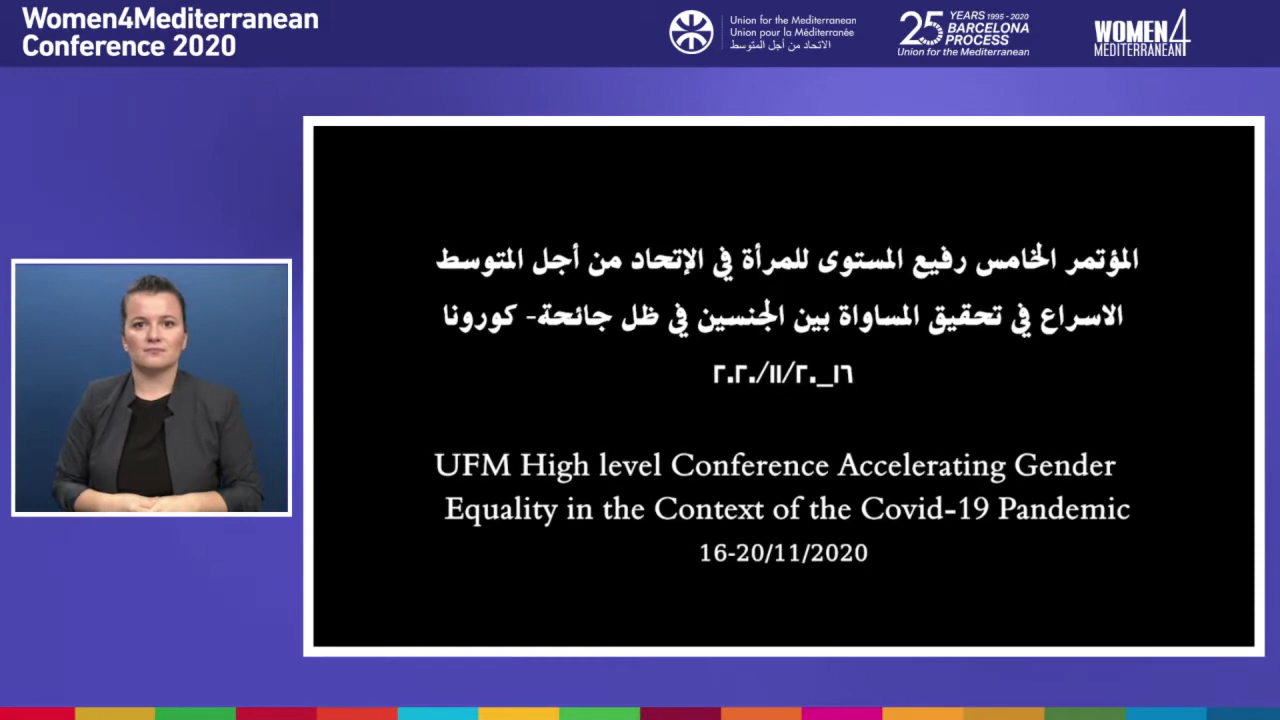 Women4Mediterranean
Conference 2020
Union for the Mediterranean
Union pour la Méditerranée
الاتحاد من أجل المتوسط
25 YEARS 1995 - 2020
BARCELONA
PROCESS
Union for the Mediterranean
WOMEN4
MEDITERRANEAN
المؤتمر الخامس رفيع المستوى للمرأة في الإتحاد من أجل المتوسط
الاسراع في تحقيق المساواة بين الجنسين في ظل جائحة- كورونا
١٦_٢٠/١١/٢٠٢٠
UFM High level Conference Accelerating Gender
Equality in the Context of the Covid-19 Pandemic
16-20/11/2020